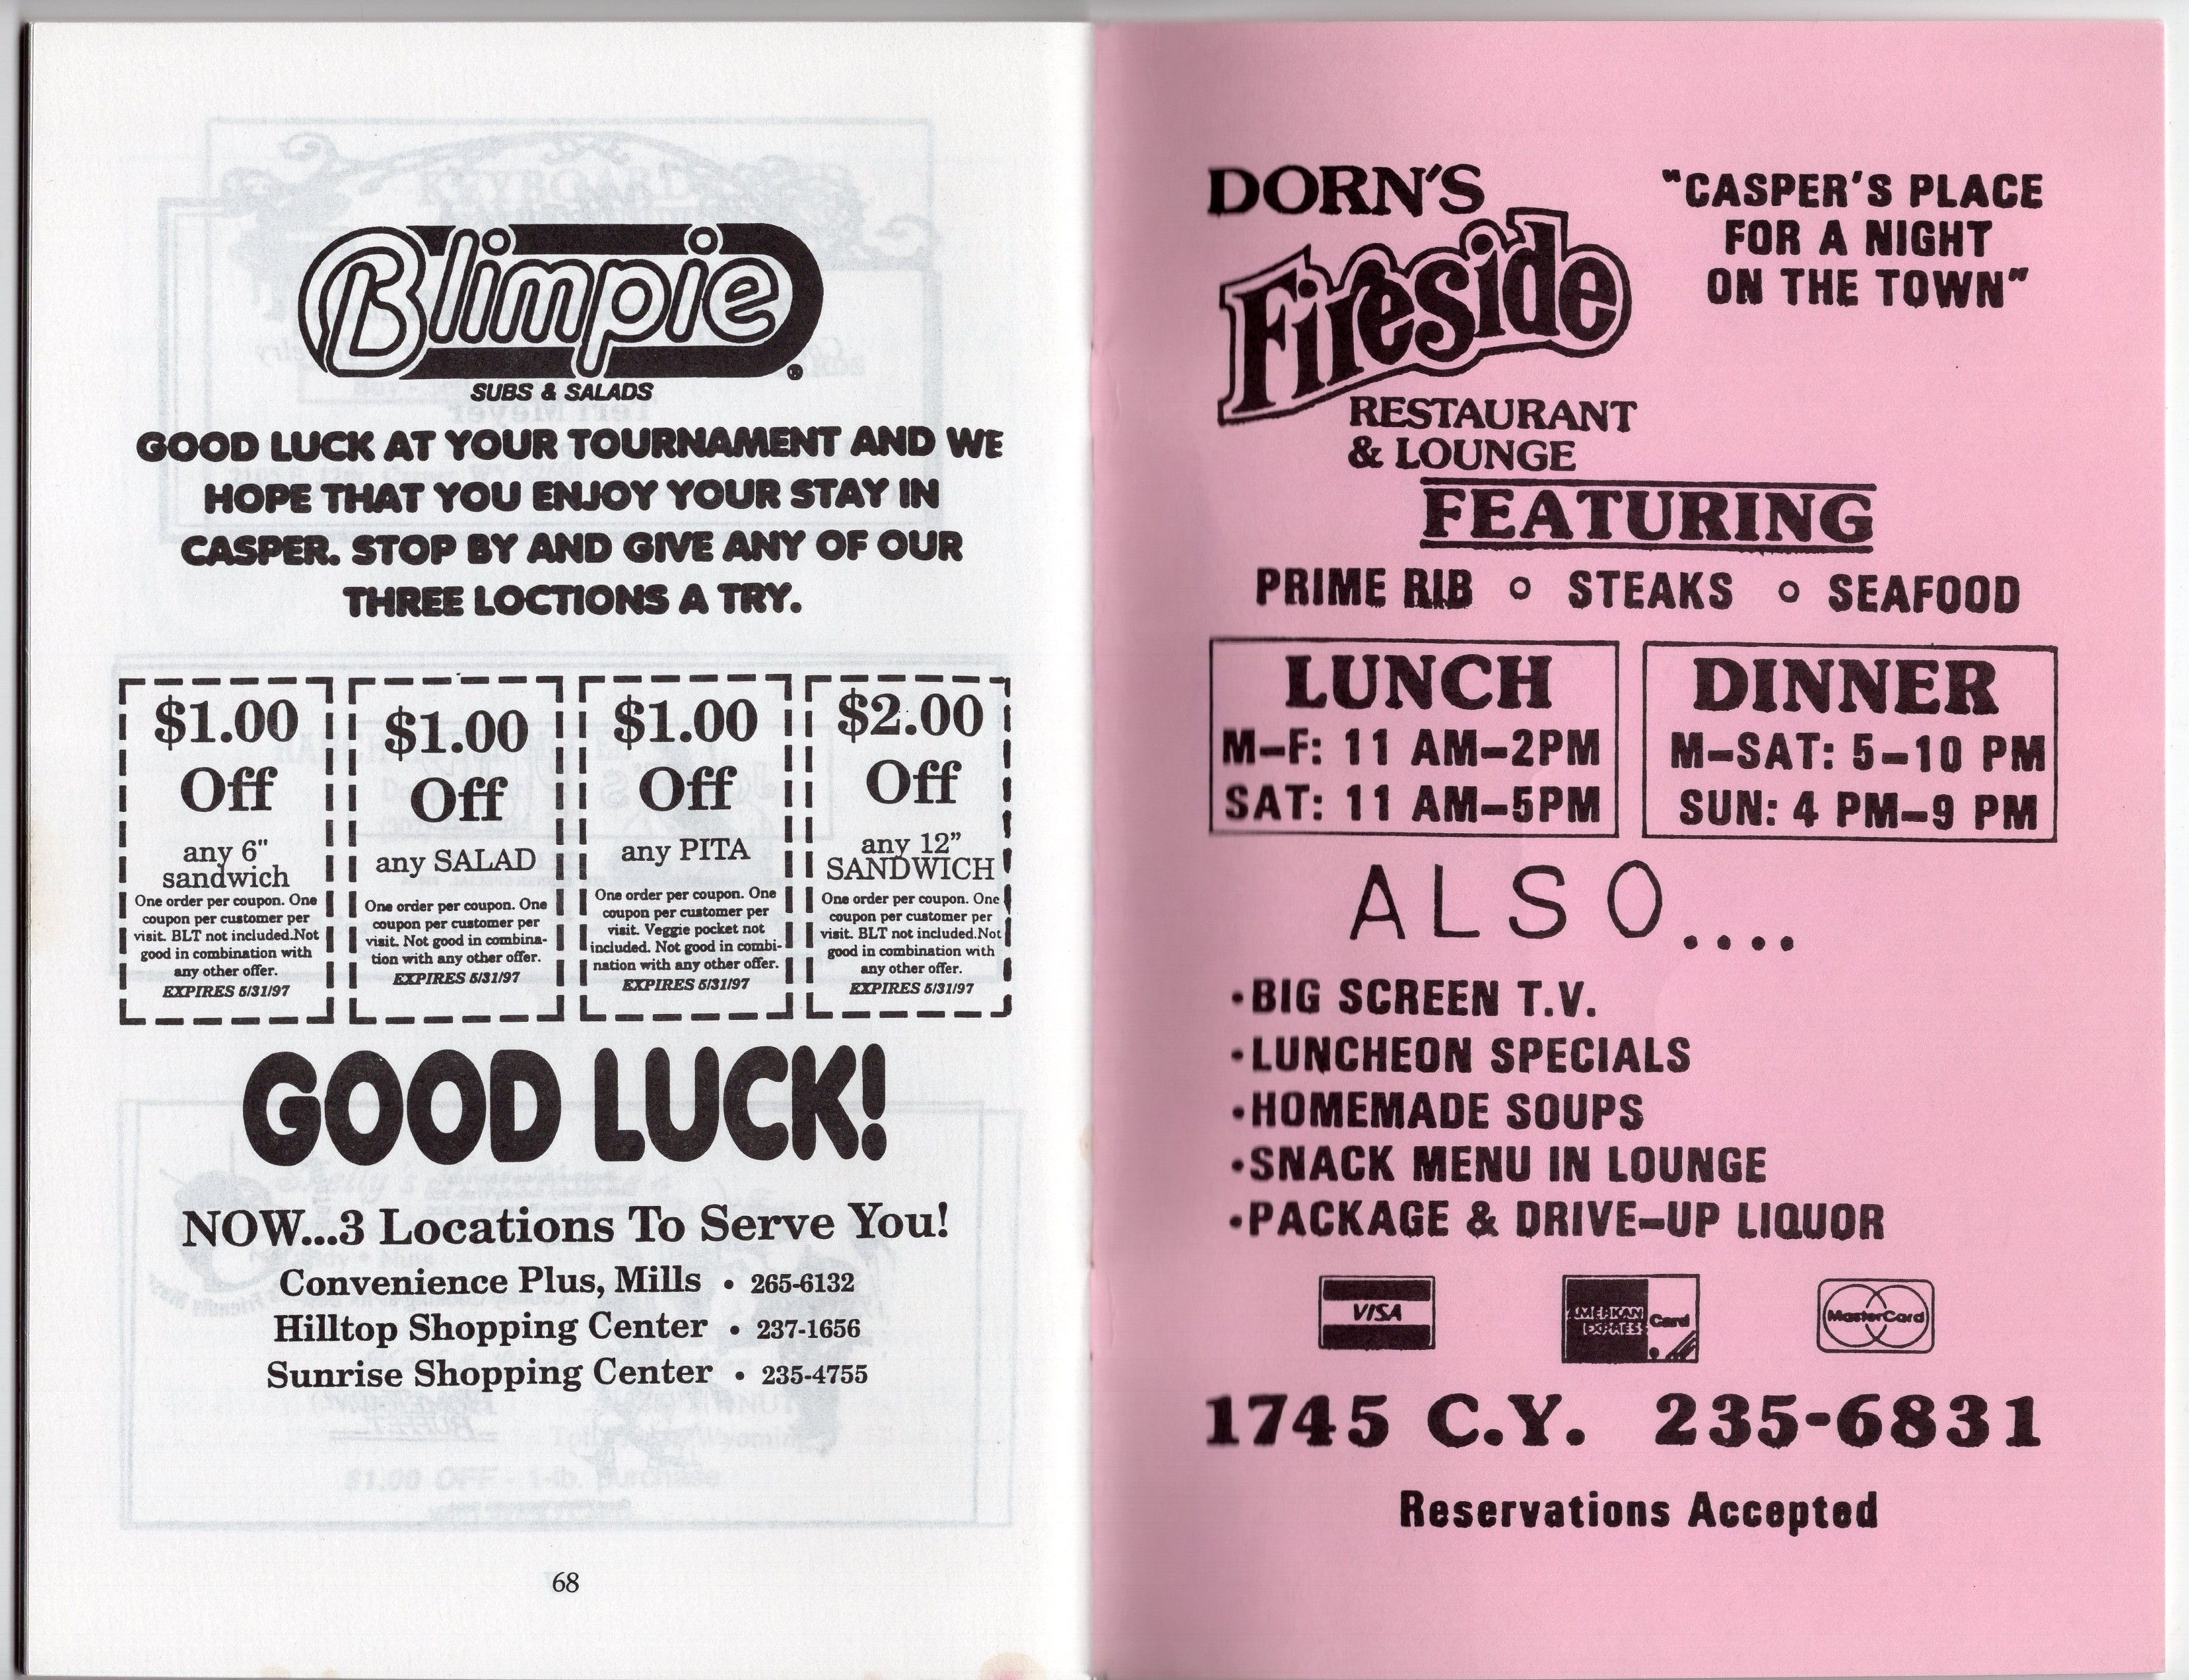 Blimpie
SUBS & SALADS
GOOD LUCK AT YOUR TOURNAMENT AND WE
HOPE THAT YOU ENJOY YOUR STAY IN
CASPER. STOP BY AND GIVE ANY OF OUR
THREE LOCTIONS A TRY.
$1.00
Off
any 6"
sandwich
One order per coupon. One
coupon per customer per
visit. BLT not included.Not
good in combination with
any other offer.
EXPIRES 5/31/97
$1.00
Off
any SALAD
One order per coupon. One
coupon per customer per
visit. Not good in combina-
tion with any other offer.
EXPIRES 5/31/97
$1.00
Off
any PITA
One order per coupon. One
coupon per customer per
visit. Veggie pocket not
included. Not good in combi-
nation with any other offer.
EXPIRES 5/31/97
$2.00
Off
any 12”
SANDWICH
One order per coupon. One
coupon per customer per
visit. BLT not included.Not
good in combination with
any other offer.
EXPIRES 5/31/97
GOOD LUCK!
NOW...3 Locations To Serve You!
Convenience Plus, Mills • 265-6132
Hilltop Shopping Center • 237-1656
Sunrise Shopping Center • 235-4755
68
DORN'S
Fireside
RESTAURANT
& LOUNGE
"CASPER'S PLACE
FOR A NIGHT
ON THE TOWN"
FEATURING
PRIME RIB o STEAKS o SEAFOOD
LUNCH
M-F: 11 AM-2PM
SAT: 11 AM-5PM
DINNER
M-SAT: 5-10 PM
SUN: 4 PM-9 PM
ALSO....
•BIG SCREEN T.V.
•LUNCHEON SPECIALS
•HOMEMADE SOUPS
•SNACK MENU IN LOUNGE
•PACKAGE & DRIVE-UP LIQUOR
VISA
AMERICAN EXPRESS Card
MasterCard
1745 C.Y. 235-6831
Reservations Accepted